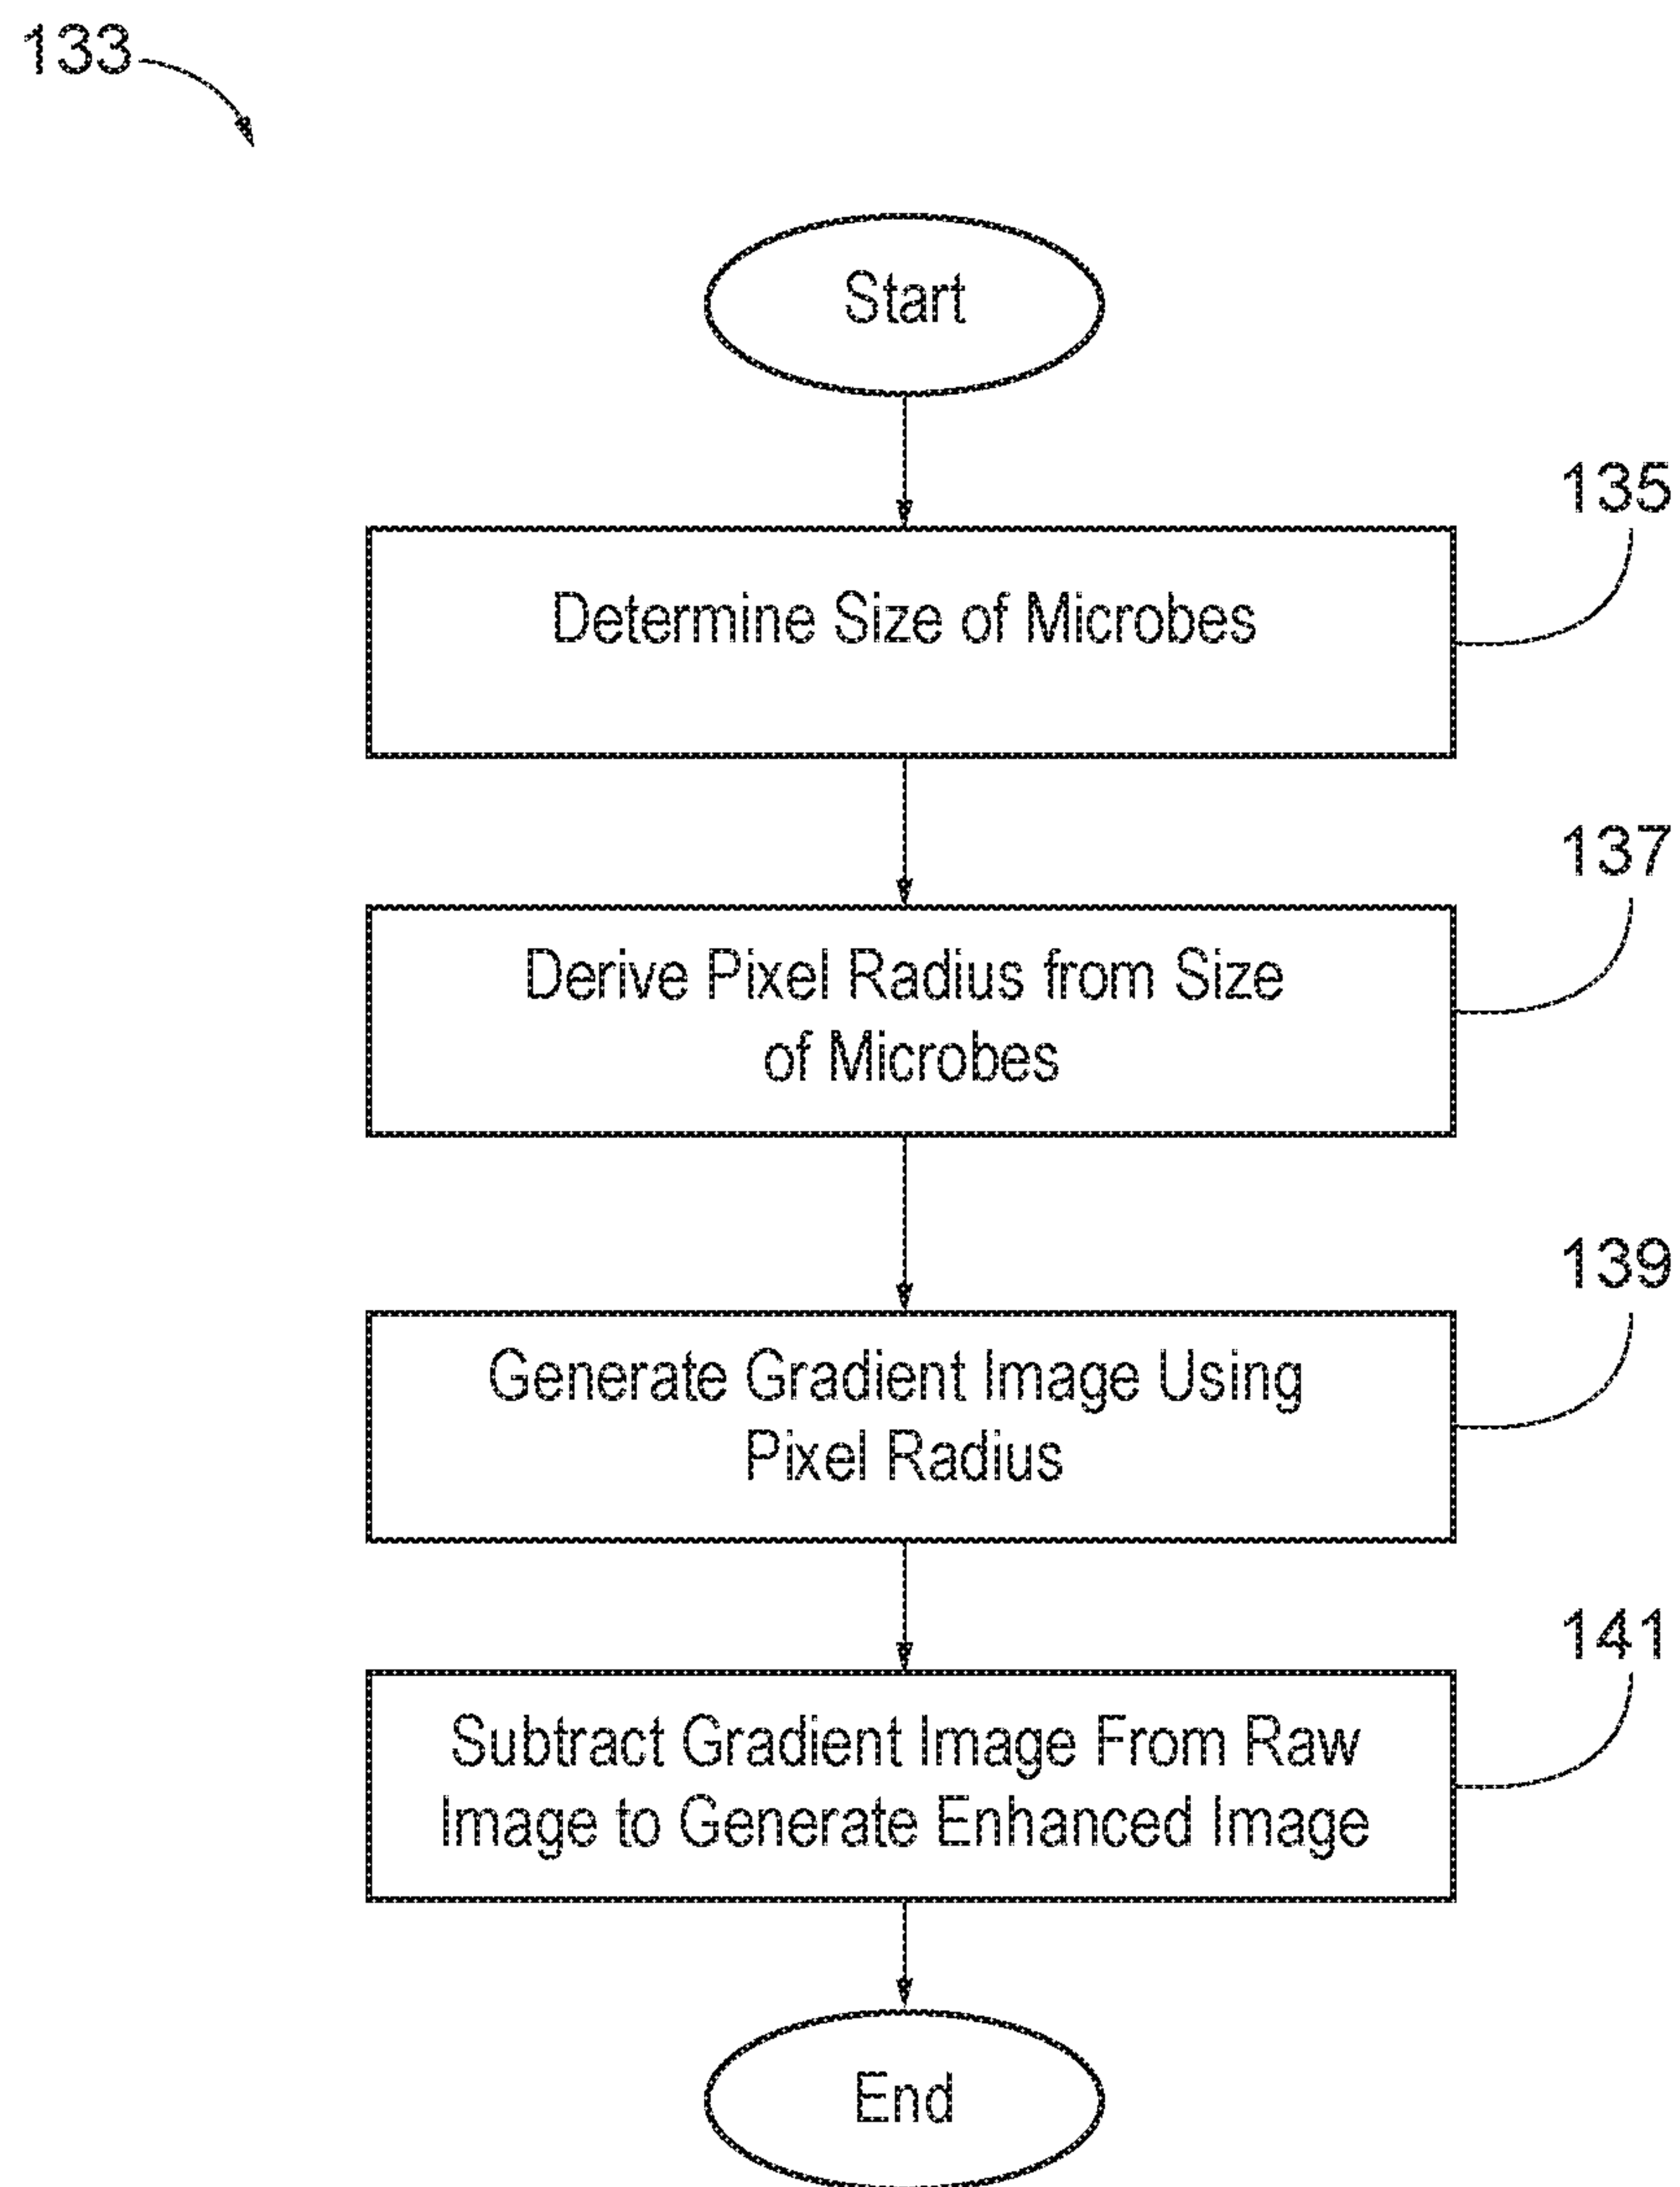 133
Start
135
Determine Size of Microbes
137
Derive Pixel Radius from Size
of Microbes
139
Generate Gradient Image Using
Pixel Radius
141
Subtract Gradient Image From Raw
Image to Generate Enhanced Image
End